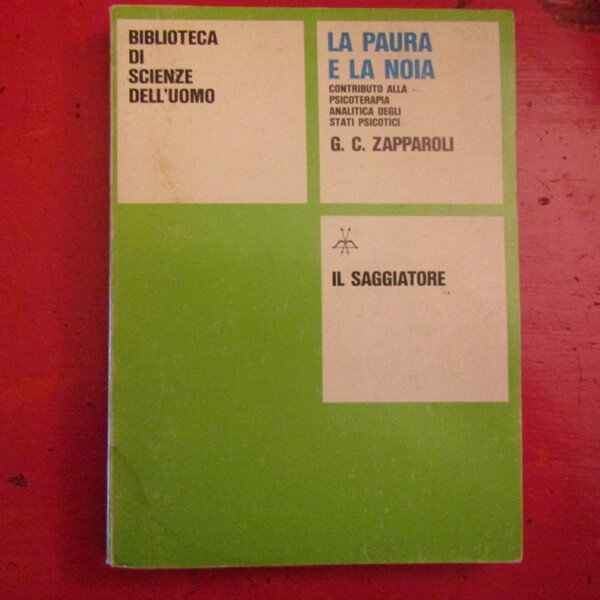 BIBLIOTECA
DI
SCIENZE
DELL'UOMO
LA PAURA
E LA NOIA
CONTRIBUTO ALLA
PSICOTERAPIA
ANALITICA DEGLI
STATI PSICOTICI
G. C. ZAPPAROLI
IL SAGGIATORE